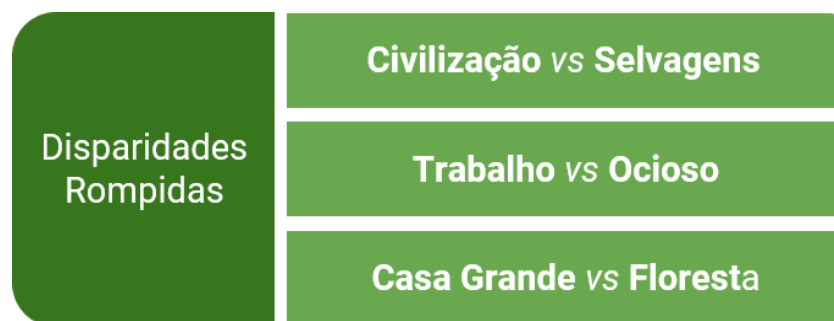 Disparidades
Rompidas
Civilização vs Selvagens
Trabalho vs Ocioso
Casa Grande vs Floresta